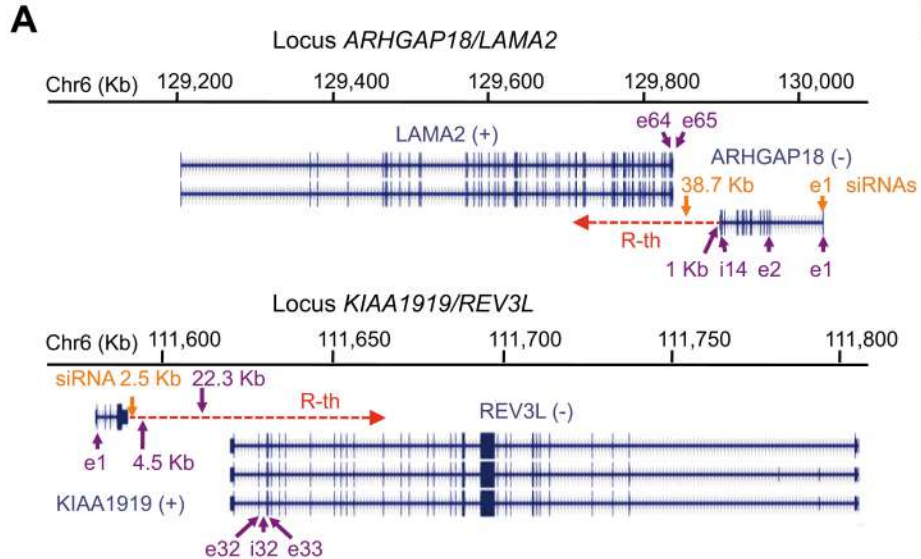 A
Locus ARHGAP18/LAMA2
Chr6 (Kb) 129,200 129,400 129,600 129,800 130,000
e64 e65
LAMA2 (+) ARHGAP18 (-)
38.7 Kb e1 siRNAs
R-th
1 Kb i14 e2 e1
Locus KIAA1919/REV3L
Chr6 (Kb) 111,600 111,650 111,700 111,750 111,800
siRNA 2.5 Kb 22.3 Kb
R-th REV3L (-)
e1 4.5 Kb
KIAA1919 (+)
e32 i32 e33